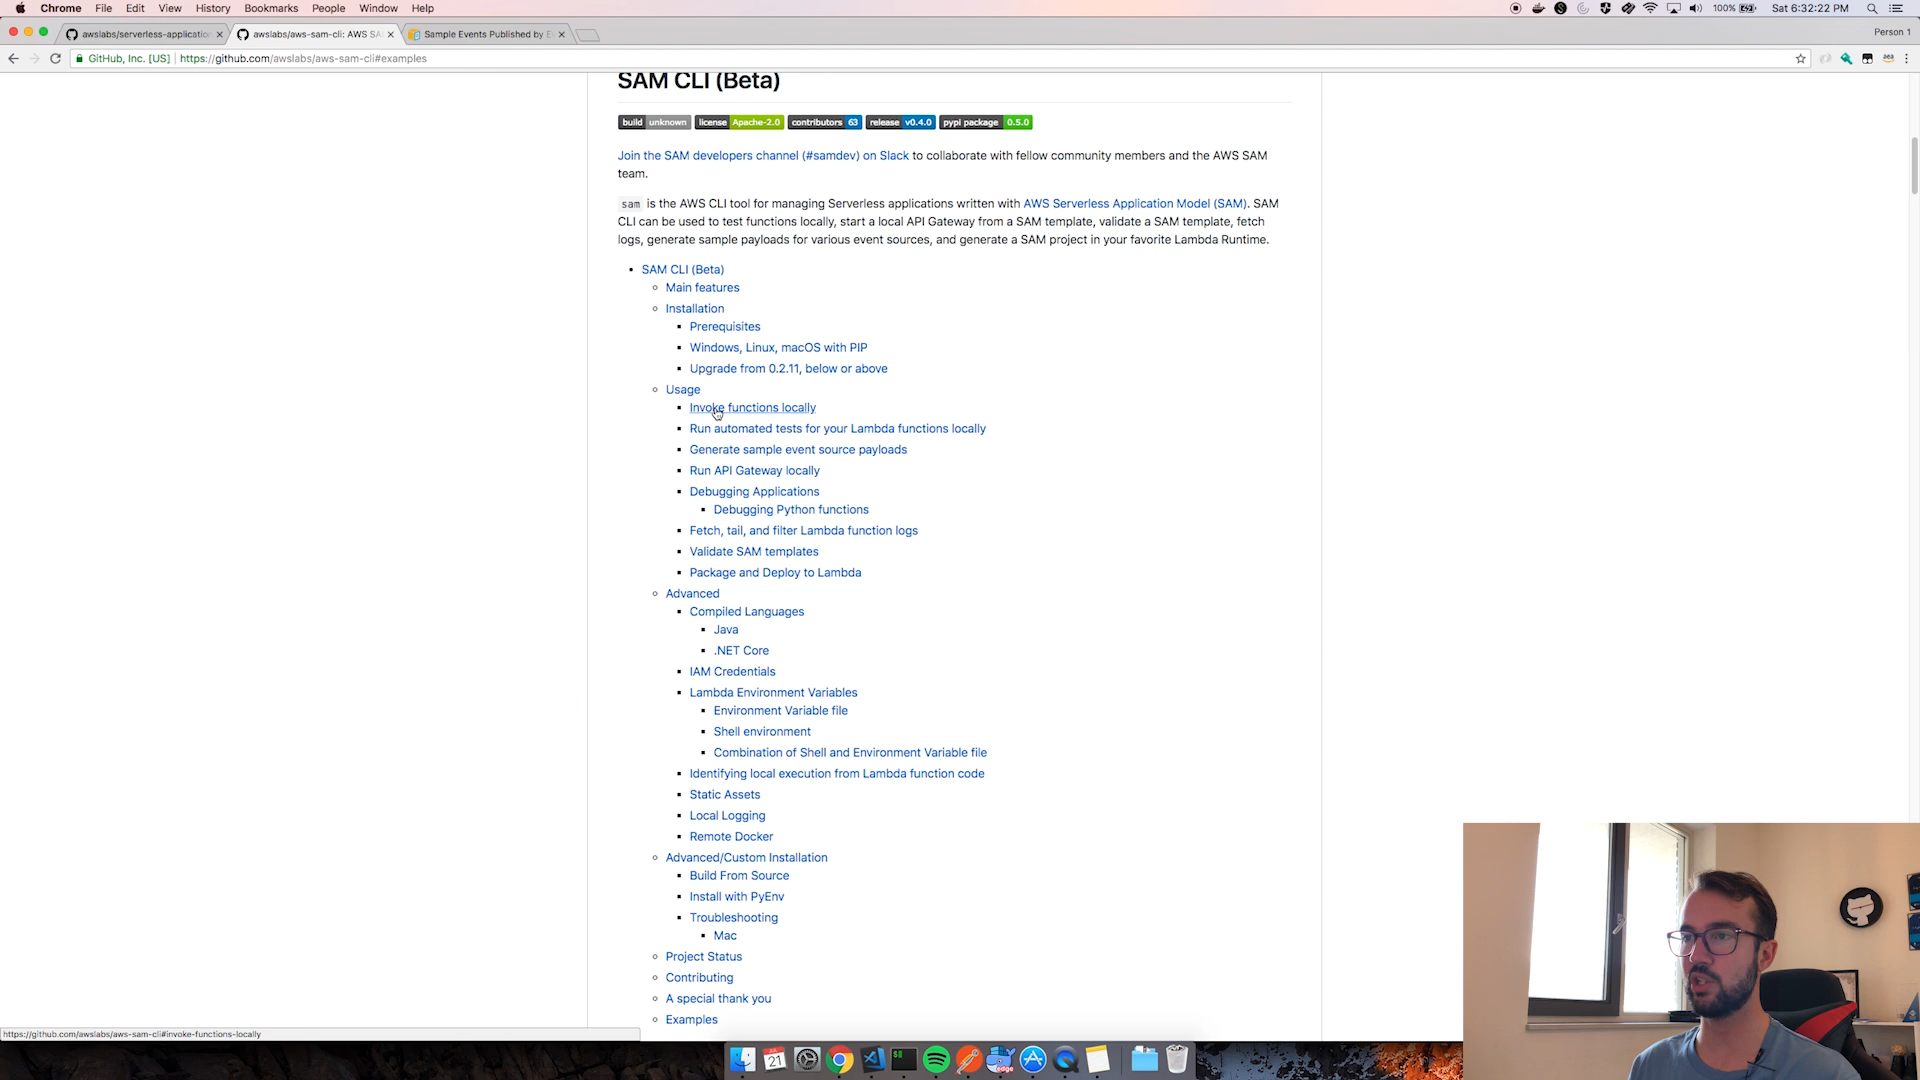 Chrome File Edit View History Bookmarks People Window Help
100% Sat 6:32:22 PM
awslabs/serverless-application
awslabs/aws-sam-cli: AWS SA
Sample Events Published by E
Person 1
GitHub, Inc. [US] https://github.com/awslabs/aws-sam-cli#examples
SAM CLI (Beta)
build unknown license Apache-2.0 contributors 63 release v0.4.0 pypi package 0.5.0
Join the SAM developers channel (#samdev) on Slack to collaborate with fellow community members and the AWS SAM
team.
sam is the AWS CLI tool for managing Serverless applications written with AWS Serverless Application Model (SAM). SAM
CLI can be used to test functions locally, start a local API Gateway from a SAM template, validate a SAM template, fetch
logs, generate sample payloads for various event sources, and generate a SAM project in your favorite Lambda Runtime.
SAM CLI (Beta)
Main features
Installation
Prerequisites
Windows, Linux, macOS with PIP
Upgrade from 0.2.11, below or above
Usage
Invoke functions locally
Run automated tests for your Lambda functions locally
Generate sample event source payloads
Run API Gateway locally
Debugging Applications
Debugging Python functions
Fetch, tail, and filter Lambda function logs
Validate SAM templates
Package and Deploy to Lambda
Advanced
Compiled Languages
Java
.NET Core
IAM Credentials
Lambda Environment Variables
Environment Variable file
Shell environment
Combination of Shell and Environment Variable file
Identifying local execution from Lambda function code
Static Assets
Local Logging
Remote Docker
Advanced/Custom Installation
Build From Source
Install with PyEnv
Troubleshooting
Mac
Project Status
Contributing
A special thank you
Examples
https://github.com/awslabs/aws-sam-cli#invoke-functions-locally
21
edge